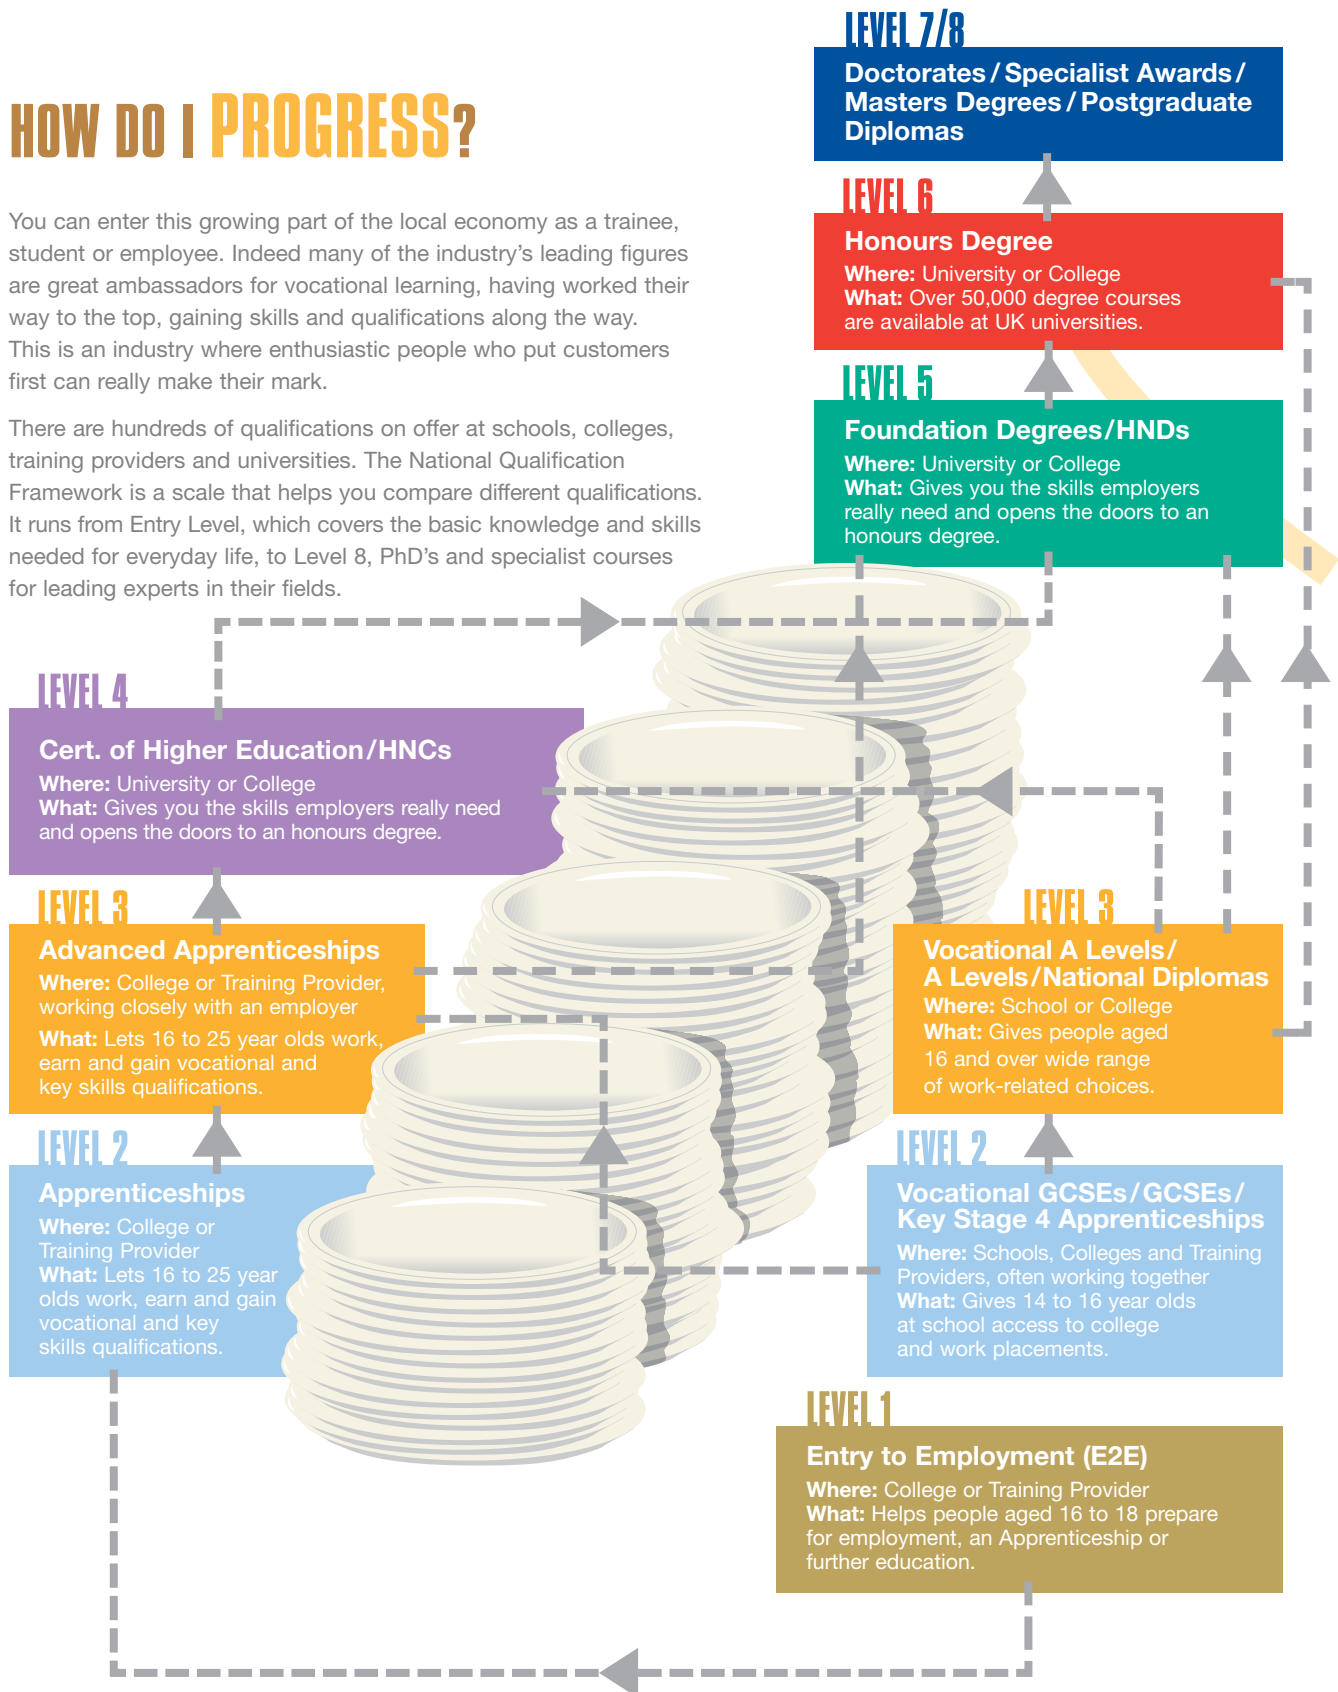 HOW DO I PROGRESS?
You can enter this growing part of the local economy as a trainee,
student or employee. Indeed many of the industry's leading figures
are great ambassadors for vocational learning, having worked their
way to the top, gaining skills and qualifications along the way.
This is an industry where enthusiastic people who put customers
first can really make their mark.
There are hundreds of qualifications on offer at schools, colleges,
training providers and universities. The National Qualification
Framework is a scale that helps you compare different qualifications.
It runs from Entry Level, which covers the basic knowledge and skills
needed for everyday life, to Level 8, PhD's and specialist courses
for leading experts in their fields.
LEVEL 7/8
Doctorates/Specialist Awards/
Masters Degrees/Postgraduate
Diplomas
LEVEL 6
Honours Degree
Where: University or College
What: Over 50,000 degree courses
are available at UK universities.
LEVEL 5
Foundation Degrees/HNDs
Where: University or College
What: Gives you the skills employers
really need and opens the doors to an
honours degree.
LEVEL 4
Cert. of Higher Education/HNCs
Where: University or College
What: Gives you the skills employers really need
and opens the doors to an honours degree.
LEVEL 3
Advanced Apprenticeships
Where: College or Training Provider,
working closely with an employer
What: Lets 16 to 25 year olds work,
earn and gain vocational and
key skills qualifications.
LEVEL 3
Vocational A Levels/
A Levels/National Diplomas
Where: School or College
What: Gives people aged
16 and over wide range
of work-related choices.
LEVEL 2
Apprenticeships
Where: College or
Training Provider
What: Lets 16 to 25 year
olds work, earn and gain
vocational and key
skills qualifications.
LEVEL 2
Vocational GCSEs/GCSEs/
Key Stage 4 Apprenticeships
Where: Schools, Colleges and Training
Providers, often working together
What: Gives 14 to 16 year olds
at school access to college
and work placements.
LEVEL 1
Entry to Employment (E2E)
Where: College or Training Provider
What: Helps people aged 16 to 18 prepare
for employment, an Apprenticeship or
further education.